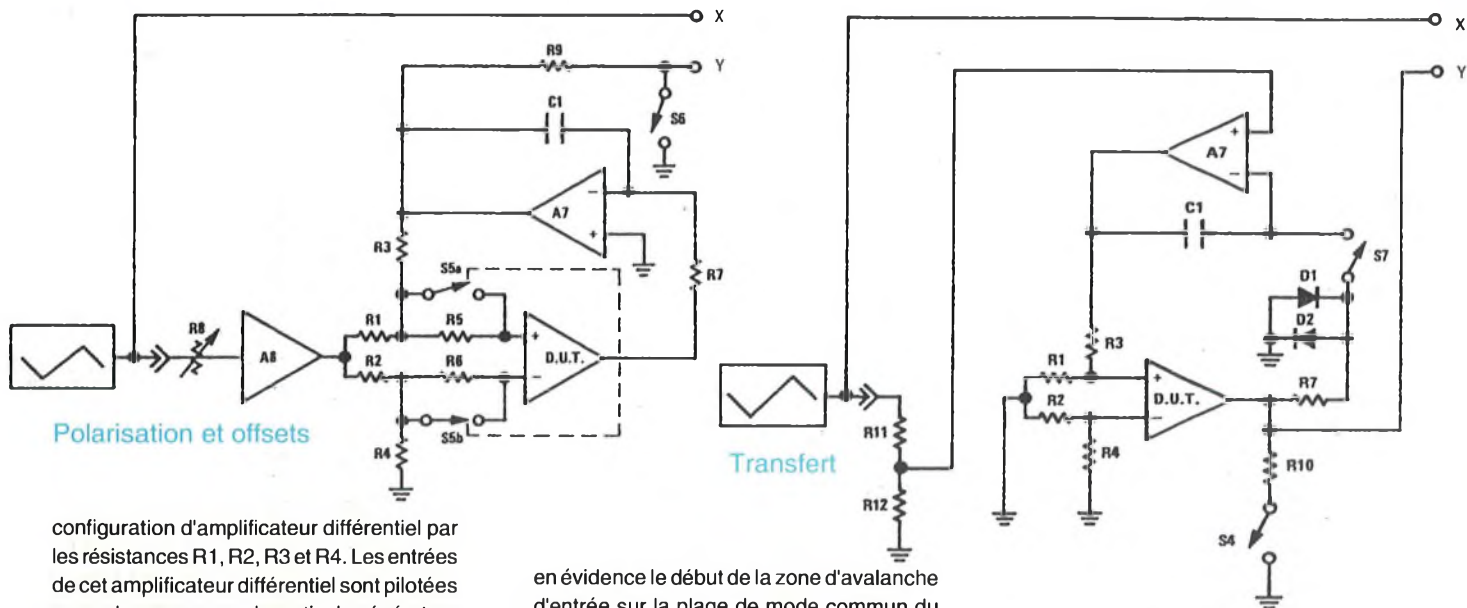 X
R9
Y
C1
S6
A7
−
+
R3
S5a
R7
R8
A8
R1
R5
R2
R6
+
D.U.T.
−
S5b
R4
Polarisation et offsets
configuration d'amplificateur différentiel par
les résistances R1, R2, R3 et R4. Les entrées
de cet amplificateur différentiel sont pilotées
X
Y
+
A7
−
C1
S7
D1
D2
R3
R1
R2
+
D.U.T.
−
R7
R11
R4
R10
Transfert
R12
S4
en évidence le début de la zone d'avalanche
d'entrée sur la plage de mode commun du